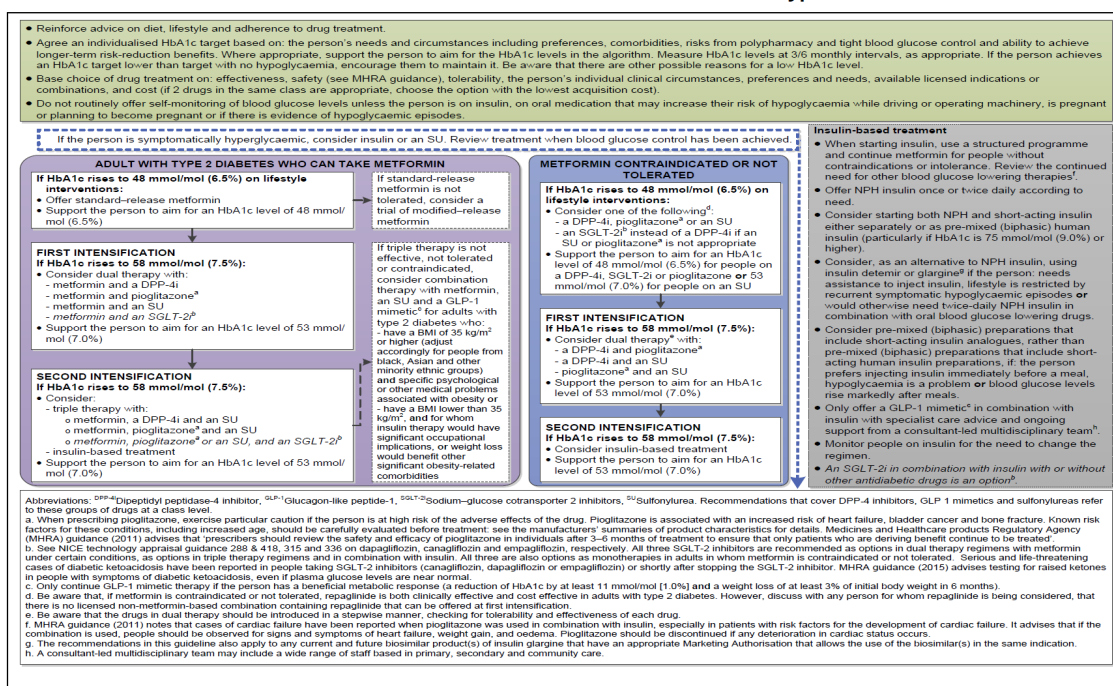 • Reinforce advice on diet, lifestyle and adherence to drug treatment.
• Agree an individualised HbA1c target based on: the person's needs and circumstances including preferences, comorbidities, risks from polypharmacy and tight blood glucose control and ability to achieve
longer-term risk-reduction benefits. Where appropriate, support the person to aim for the HbA1c levels in the algorithm. Measure HbA1c levels at 3/6 monthly intervals, as appropriate. If the person achieves
an HbA1c target lower than target with no hypoglycaemia, encourage them to maintain it. Be aware that there are other possible reasons for a low HbA1c level.
• Base choice of drug treatment on: effectiveness, safety (see MHRA guidance), tolerability, the person's individual clinical circumstances, preferences and needs, available licensed indications or
combinations, and cost (if 2 drugs in the same class are appropriate, choose the option with the lowest acquisition cost).
• Do not routinely offer self-monitoring of blood glucose levels unless the person is on insulin, on oral medication that may increase their risk of hypoglycaemia while driving or operating machinery, is pregnant
or planning to become pregnant or if there is evidence of hypoglycaemic episodes.
If the person is symptomatically hyperglycaemic, consider insulin or an SU. Review treatment when blood glucose control has been achieved.
ADULT WITH TYPE 2 DIABETES WHO CAN TAKE METFORMIN
If HbA1c rises to 48 mmol/mol (6.5%) on lifestyle
interventions:
• Offer standard–release metformin
• Support the person to aim for an HbA1c level of 48 mmol/
mol (6.5%)
If standard-release
metformin is not
tolerated, consider a
trial of modified–release
metformin
FIRST INTENSIFICATION
If HbA1c rises to 58 mmol/mol (7.5%):
• Consider dual therapy with:
- metformin and a DPP-4i
- metformin and pioglitazoneᵃ
- metformin and an SU
- metformin and an SGLT-2iᵇ
• Support the person to aim for an HbA1c level of 53 mmol/
mol (7.0%)
SECOND INTENSIFICATION
If HbA1c rises to 58 mmol/mol (7.5%):
• Consider:
- triple therapy with:
o metformin, a DPP-4i and an SU
o metformin, pioglitazoneᵃ and an SU
o metformin, pioglitazoneᵃ or an SU, and an SGLT-2iᵇ
- insulin-based treatment
• Support the person to aim for an HbA1c level of 53 mmol/
mol (7.0%)
If triple therapy is not
effective, not tolerated
or contraindicated,
consider combination
therapy with metformin,
an SU and a GLP-1
mimeticᶜ for adults with
type 2 diabetes who:
- have a BMI of 35 kg/m²
or higher (adjust
accordingly for people from
black, Asian and other
minority ethnic groups)
and specific psychological
or other medical problems
associated with obesity or
- have a BMI lower than 35
kg/m², and for whom
insulin therapy would have
significant occupational
implications, or weight
loss would benefit other
significant obesity-related
comorbidities
METFORMIN CONTRAINDICATED OR NOT
TOLERATED
If HbA1c rises to 48 mmol/mol (6.5%) on
lifestyle interventions:
• Consider one of the followingᵈ:
- a DPP-4i, pioglitazoneᵃ or an SU
- an SGLT-2iᵇ instead of a DPP-4i if an
SU or pioglitazoneᵃ is not appropriate
• Support the person to aim for an HbA1c
level of 48 mmol/mol (6.5%) for people on
a DPP-4i, SGLT-2i or pioglitazone or 53
mmol/mol (7.0%) for people on an SU
FIRST INTENSIFICATION
If HbA1c rises to 58 mmol/mol (7.5%):
• Consider dual therapyᵉ with:
- a DPP-4i and pioglitazoneᵃ
- a DPP-4i and an SU
- pioglitazoneᵃ and an SU
• Support the person to aim for an HbA1c
level of 53 mmol/mol (7.0%)
SECOND INTENSIFICATION
If HbA1c rises to 58 mmol/mol (7.5%):
• Consider insulin-based treatment
• Support the person to aim for an HbA1c
level of 53 mmol/mol (7.0%)
Insulin-based treatment
• When starting insulin, use a structured programme
and continue metformin for people without
contraindications or intolerance. Review the continued
need for other blood glucose lowering therapiesᶠ.
• Offer NPH insulin once or twice daily according to
need.
• Consider starting both NPH and short-acting insulin
either separately or as pre-mixed (biphasic) human
insulin (particularly if HbA1c is 75 mmol/mol (9.0%) or
higher).
• Consider, as an alternative to NPH insulin, using
insulin detemir or glargineᵍ if the person: needs
assistance to inject insulin, lifestyle is restricted by
recurrent symptomatic hypoglycaemic episodes or
would otherwise need twice-daily NPH insulin in
combination with oral blood glucose lowering drugs.
• Consider pre-mixed (biphasic) preparations that
include short-acting insulin analogues, rather than
pre-mixed (biphasic) preparations that include short-
acting human insulin preparations, if: the person
prefers injecting insulin immediately before a meal,
hypoglycaemia is a problem or blood glucose levels
rise markedly after meals.
• Only offer a GLP-1 mimeticᶜ in combination with
insulin with specialist care advice and ongoing
support from a consultant-led multidisciplinary teamʰ.
• Monitor people on insulin for the need to change the
regimen.
• An SGLT-2i in combination with insulin with or without
other antidiabetic drugs is an optionᵇ.
Abbreviations: DPP-4iDipeptidyl peptidase-4 inhibitor, GLP-1Glucagon-like peptide-1, SGLT-2iSodium–glucose cotransporter 2 inhibitors, SUSulfonylurea. Recommendations that cover DPP-4 inhibitors, GLP 1 mimetics and sulfonylureas refer
to these groups of drugs at a class level.
a. When prescribing pioglitazone, exercise particular caution if the person is at high risk of the adverse effects of the drug. Pioglitazone is associated with an increased risk of heart failure, bladder cancer and bone fracture. Known risk
factors for these conditions, including increased age, should be carefully evaluated before treatment: see the manufacturers' summaries of product characteristics for details. Medicines and Healthcare products Regulatory Agency
(MHRA) guidance (2011) advises that 'prescribers should review the safety and efficacy of pioglitazone in individuals after 3–6 months of treatment to ensure that only patients who are deriving benefit continue to be treated'.
b. See NICE technology appraisal guidance 288 & 418, 315 and 336 on dapagliflozin, canagliflozin and empagliflozin, respectively. All three SGLT-2 inhibitors are recommended as options in dual therapy regimens with metformin
under certain conditions, as options in triple therapy regimens and in combination with insulin. All three are also options as monotherapies in adults in whom metformin is contraindicated or not tolerated. Serious and life-threatening
cases of diabetic ketoacidosis have been reported in people taking SGLT-2 inhibitors (canagliflozin, dapagliflozin or empagliflozin) or shortly after stopping the SGLT-2 inhibitor. MHRA guidance (2015) advises testing for raised ketones
in people with symptoms of diabetic ketoacidosis, even if plasma glucose levels are near normal.
c. Only continue GLP-1 mimetic therapy if the person has a beneficial metabolic response (a reduction of HbA1c by at least 11 mmol/mol [1.0%] and a weight loss of at least 3% of initial body weight in 6 months).
d. Be aware that, if metformin is contraindicated or not tolerated, repaglinide is both clinically effective and cost effective in adults with type 2 diabetes. However, discuss with any person for whom repaglinide is being considered, that
there is no licensed non-metformin-based combination containing repaglinide that can be offered at first intensification.
e. Be aware that the drugs in dual therapy should be introduced in a stepwise manner, checking for tolerability and effectiveness of each drug.
f. MHRA guidance (2011) notes that cases of cardiac failure have been reported when pioglitazone was used in combination with insulin, especially in patients with risk factors for the development of cardiac failure. It advises that if the
combination is used, people should be observed for signs and symptoms of heart failure, weight gain, and oedema. Pioglitazone should be discontinued if any deterioration in cardiac status occurs.
g. The recommendations in this guideline also apply to any current and future biosimilar product(s) of insulin glargine that have an appropriate Marketing Authorisation that allows the use of the biosimilar(s) in the same indication.
h. A consultant-led multidisciplinary team may include a wide range of staff based in primary, secondary and community care.